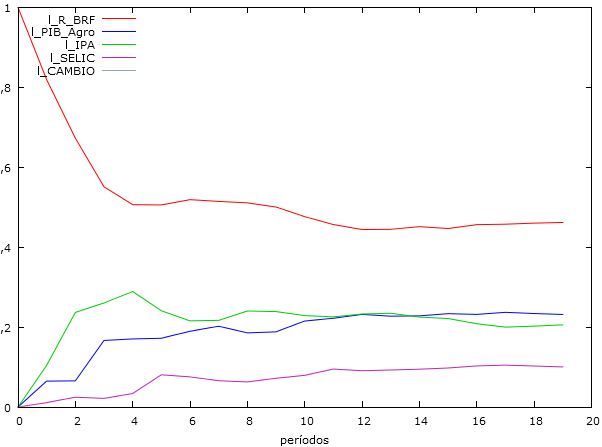 1
l_R_BRF
l_PIB_Agro
l_IPA
l_SELIC
l_CAMBIO
,8
,6
,4
,2
0
0 2 4 6 8 10 12 14 16 18 20
períodos